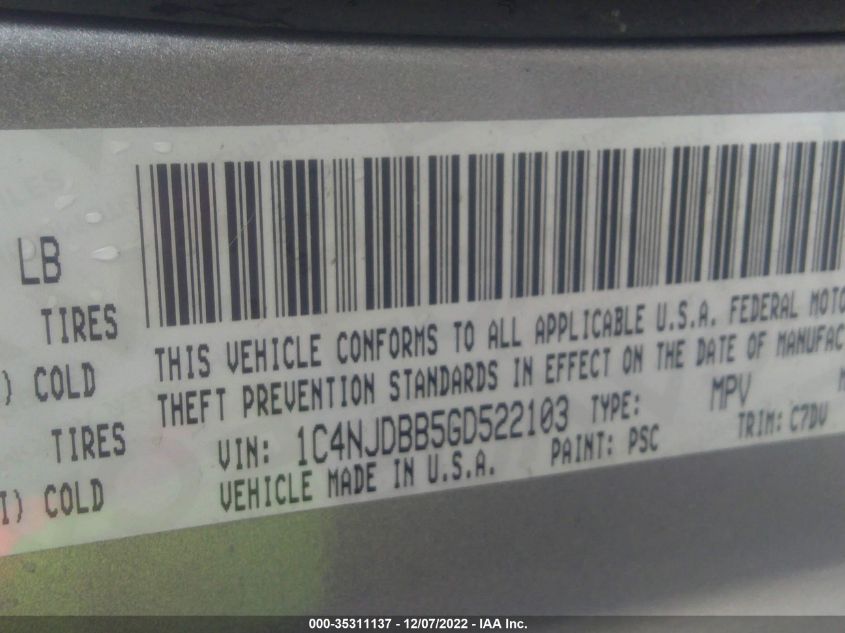 LB
TIRES
) COLD
TIRES
I) COLD
THIS VEHICLE CONFORMS TO ALL APPLICABLE U.S.A. FEDERAL MOTO
THEFT PREVENTION STANDARDS IN EFFECT ON THE DATE OF MANUFAC
VIN: 1C4NJDBB5GD522103 TYPE: MPV
VEHICLE MADE IN U.S.A. PAINT: PSC TRIM: C7DV
000-35311137 - 12/07/2022 - IAA Inc.